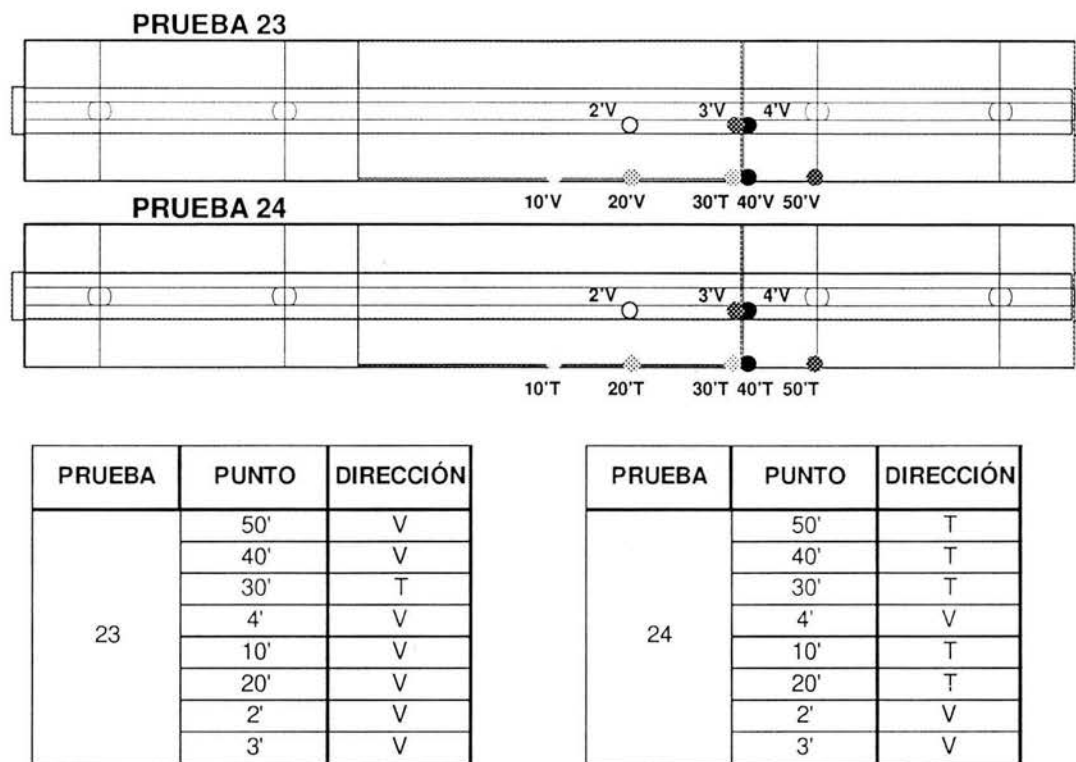 PRUEBA 23
2'V 3'V 4'V
10'V 20'V 30'T 40'V 50'V
PRUEBA 24
2'V 3'V 4'V
10'T 20'T 30'T 40'T 50'T
PRUEBA PUNTO DIRECCIÓN
23
50' V
40' V
30' T
4' V
10' V
20' V
2' V
3' V
PRUEBA PUNTO DIRECCIÓN
24
50' T
40' T
30' T
4' V
10' T
20' T
2' V
3' V